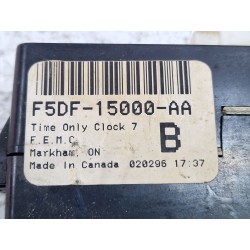 F5DF-15000-AA
Time Only Clock 7
F.E.M.C.
B
Markham, ON
Made In Canada 020296 17:37